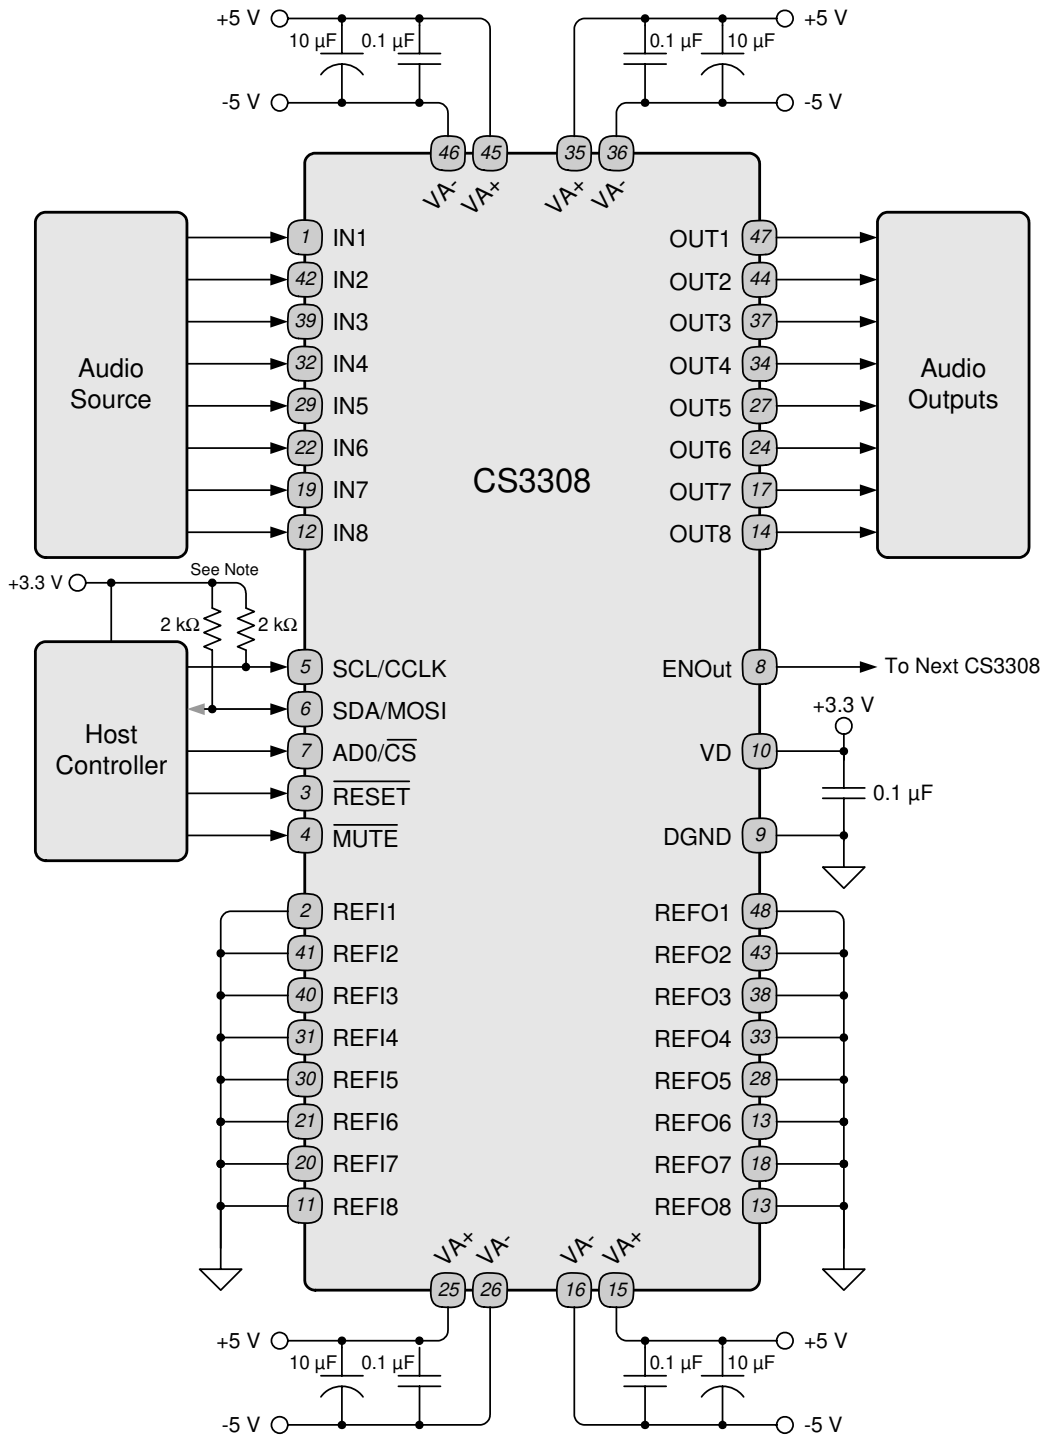 +5 V
10 µF
0.1 µF
-5 V
+5 V
0.1 µF
10 µF
-5 V
46
45
35
36
VA-
VA+
VA+
VA-
Audio
Source
1 IN1
42 IN2
39 IN3
32 IN4
29 IN5
22 IN6
19 IN7
12 IN8
CS3308
OUT1 47
OUT2 44
OUT3 37
OUT4 34
OUT5 27
OUT6 24
OUT7 17
OUT8 14
Audio
Outputs
+3.3 V
See Note
2 kΩ
2 kΩ
Host
Controller
5 SCL/CCLK
6 SDA/MOSI
7 AD0/CS
3 RESET
4 MUTE
ENOut 8
To Next CS3308
+3.3 V
VD 10
0.1 µF
DGND 9
2 REFI1
41 REFI2
40 REFI3
31 REFI4
30 REFI5
21 REFI6
20 REFI7
11 REFI8
REFO1 48
REFO2 43
REFO3 38
REFO4 33
REFO5 28
REFO6 13
REFO7 18
REFO8 13
VA+
VA-
VA-
VA+
25
26
16
15
+5 V
10 µF
0.1 µF
-5 V
+5 V
0.1 µF
10 µF
-5 V